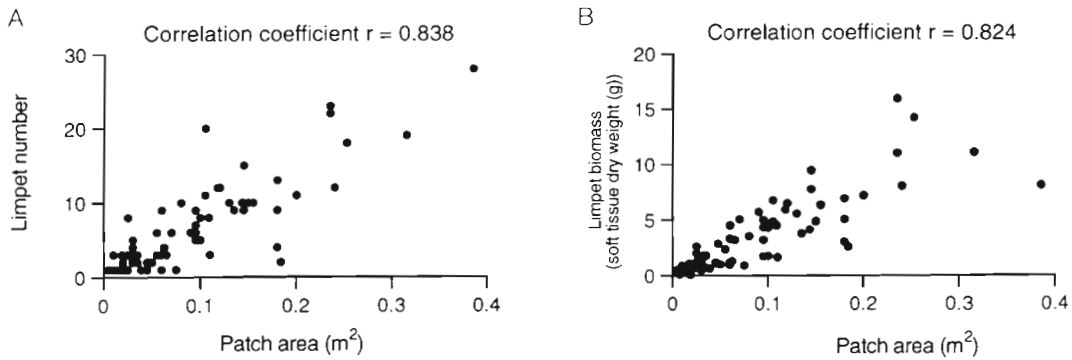 A
Correlation coefficient r = 0.838
30
20
10
0
Limpet number
0 0.1 0.2 0.3 0.4
Patch area (m²)
B
Correlation coefficient r = 0.824
20
15
10
5
0
Limpet biomass
(soft tissue dry weight (g))
0 0.1 0.2 0.3 0.4
Patch area (m²)